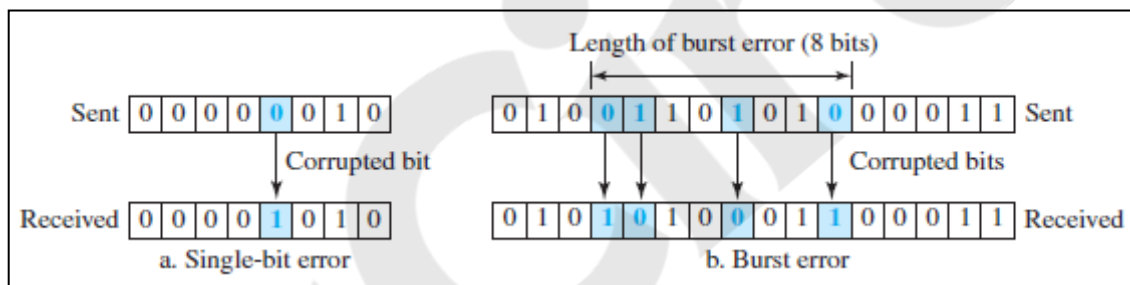 Length of burst error (8 bits)
Sent 0 0 0 0 0 0 1 0
0 1 0 0 1 1 0 1 0 1 0 0 0 0 1 1 Sent
Corrupted bit
Corrupted bits
Received 0 0 0 0 1 0 1 0
0 1 0 1 0 1 0 0 0 1 1 0 0 0 1 1 Received
a. Single-bit error
b. Burst error